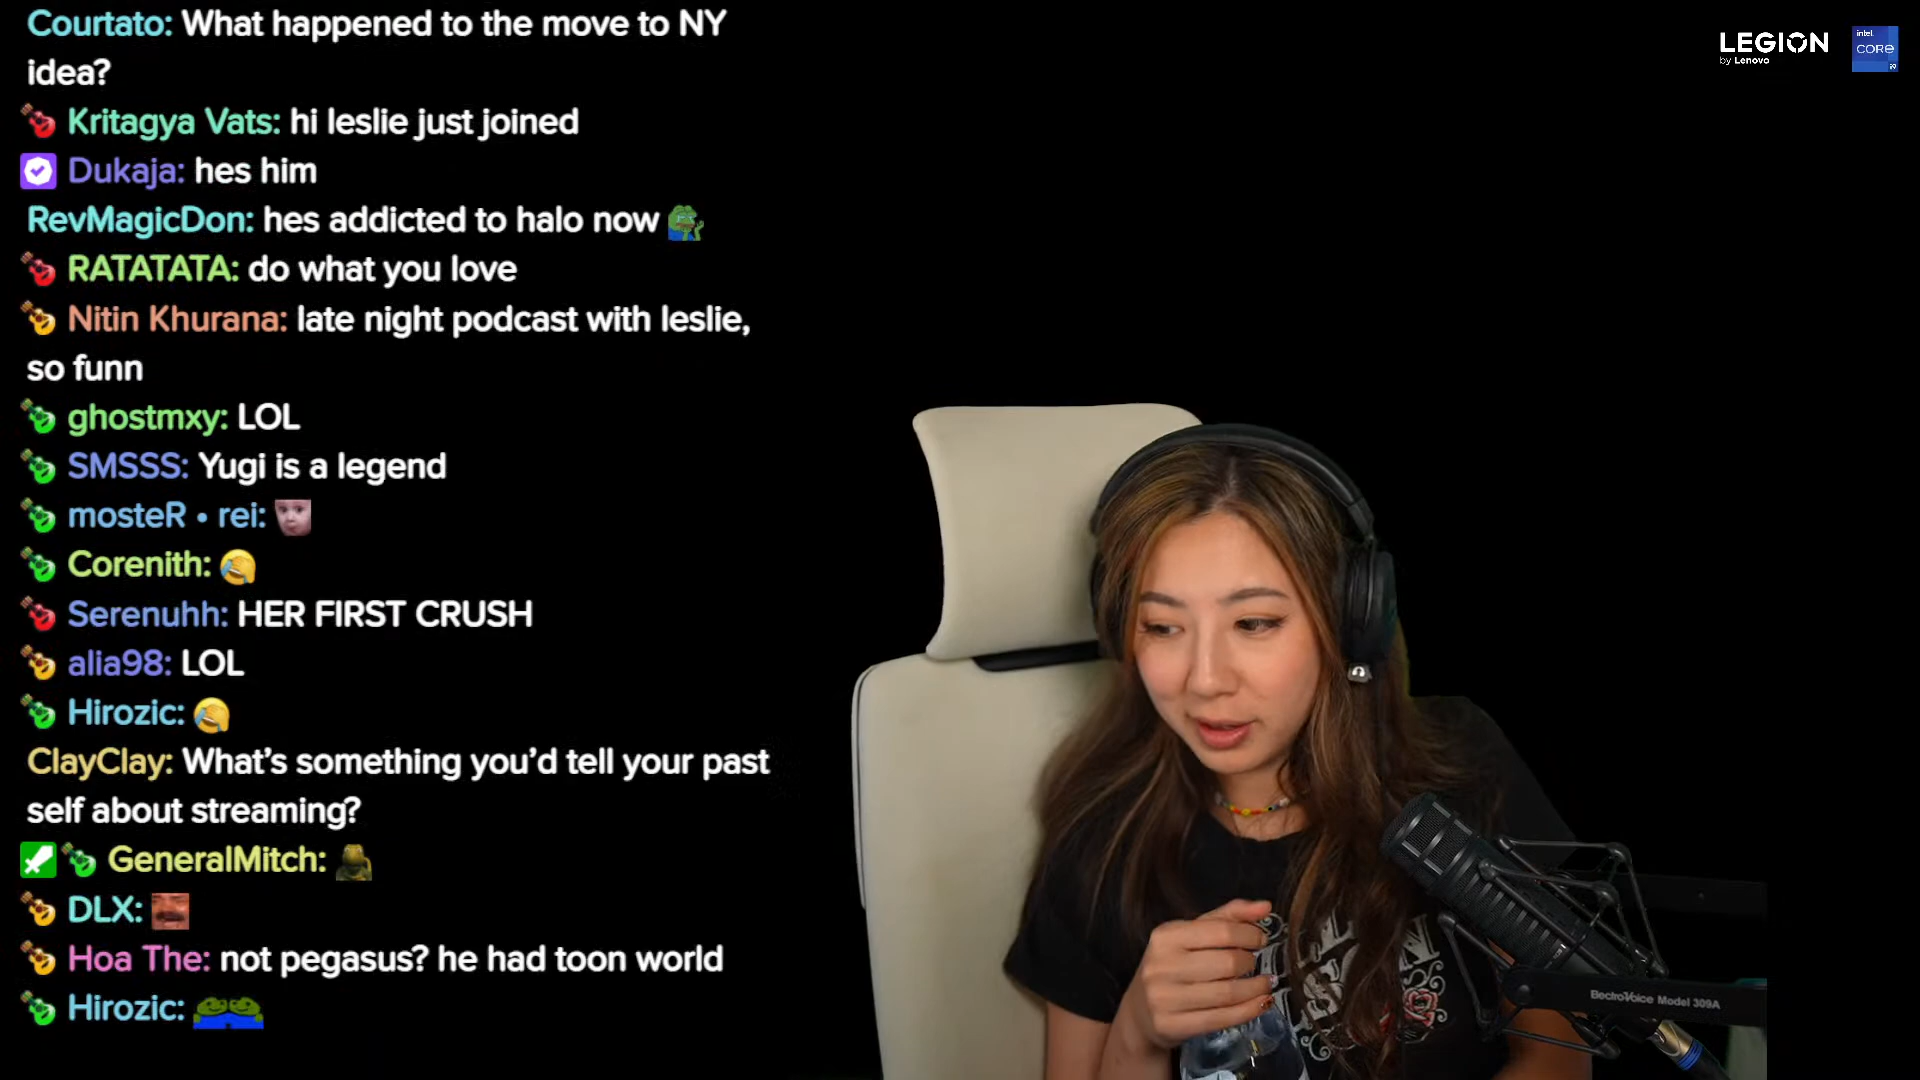 Courtato: What happened to the move to NY
idea?
Kritagya Vats: hi leslie just joined
Dukaja: hes him
RevMagicDon: hes addicted to halo now
RATATATA: do what you love
Nitin Khurana: late night podcast with leslie,
so funn
ghostmxy: LOL
SMSSS: Yugi is a legend
mosteR • rei:
Corenith:
Serenuhh: HER FIRST CRUSH
alia98: LOL
Hirozic:
ClayClay: What's something you'd tell your past
self about streaming?
GeneralMitch:
DLX:
Hoa The: not pegasus? he had toon world
Hirozic:
LEGION
by Lenovo
intel
CORE
i9
ElectroVoice Model 309A